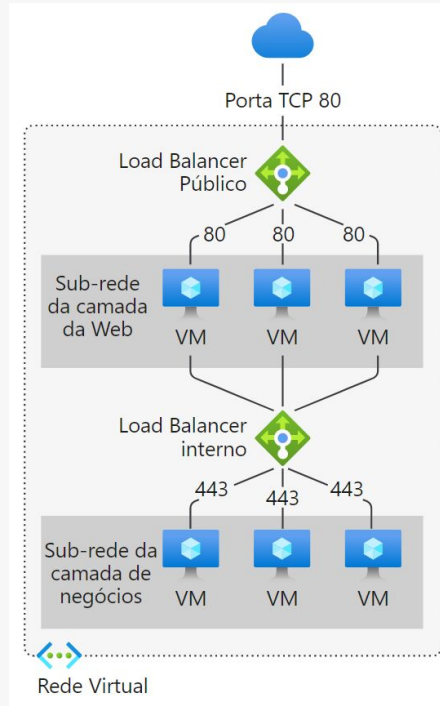 Porta TCP 80
Load Balancer
Público
80 80 80
Sub-rede
da camada
da Web
VM VM VM
Load Balancer
interno
443 443 443
Sub-rede da
camada de
negócios
VM VM VM
Rede Virtual